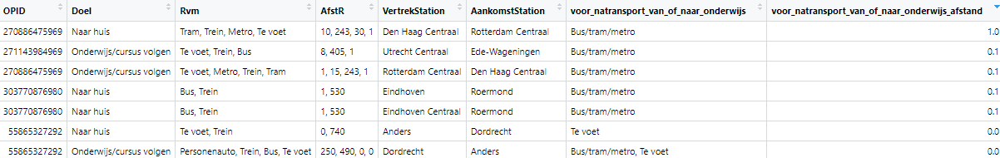 OPID Doel Rvm AfstR VertrekStation AankomstStation voor_natransport_van_of_naar_onderwijs voor_natransport_van_of_naar_onderwijs_afstand
270886475969 Naar huis Tram, Trein, Metro, Te voet 10, 243, 30, 1 Den Haag Centraal Rotterdam Centraal Bus/tram/metro 1.0
271143984969 Onderwijs/cursus volgen Te voet, Trein, Bus 8, 405, 1 Utrecht Centraal Ede-Wageningen Bus/tram/metro 0.1
270886475969 Onderwijs/cursus volgen Te voet, Metro, Trein, Tram 1, 15, 243, 1 Rotterdam Centraal Den Haag Centraal Bus/tram/metro 0.1
303770876980 Naar huis Bus, Trein 1, 530 Eindhoven Roermond Bus/tram/metro 0.1
303770876980 Naar huis Bus, Trein 1, 530 Eindhoven Centraal Roermond Bus/tram/metro 0.1
55865327292 Naar huis Te voet, Trein 0, 740 Anders Dordrecht Te voet 0.0
55865327292 Onderwijs/cursus volgen Personenauto, Trein, Bus, Te voet 250, 490, 0, 0 Dordrecht Anders Bus/tram/metro, Te voet 0.0